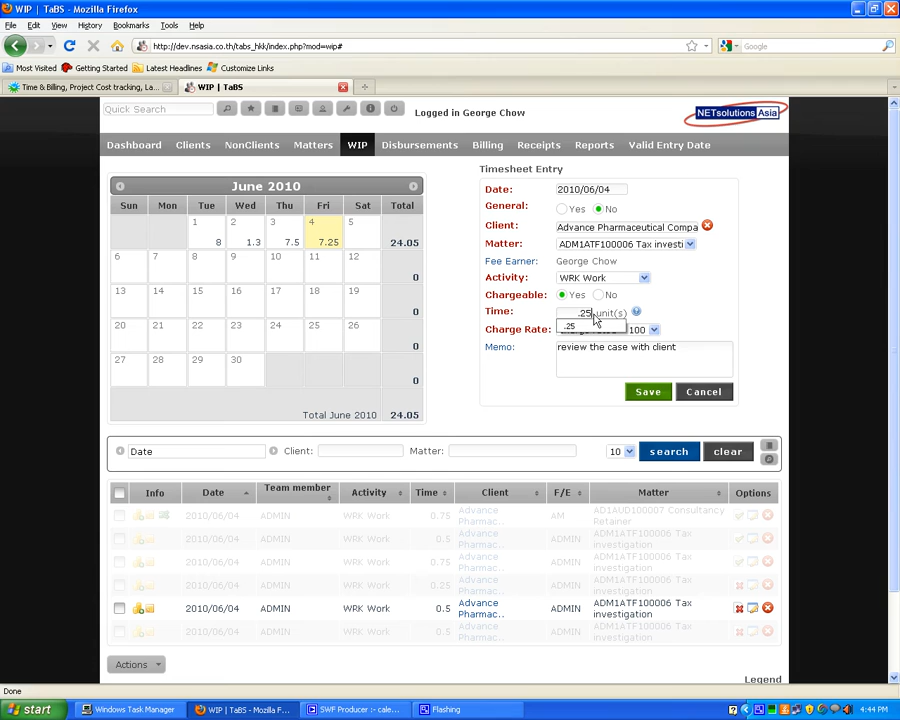 WIP | TaBS - Mozilla Firefox
File Edit View History Bookmarks Tools Help
http://dev.nsasia.co.th/tabs_hkk/index.php?mod=wip#
Google
Most Visited Getting Started Latest Headlines Customize Links
Time & Billing, Project Cost tracking, La...
WIP | TaBS
Quick Search
Logged in George Chow
NETsolutions Asia
Dashboard Clients NonClients Matters WIP Disbursements Billing Receipts Reports Valid Entry Date
June 2010
Sun Mon Tue Wed Thu Fri Sat Total
1 2 3 4 5
8 1.3 7.5 7.25 24.05
6 7 8 9 10 11 12
0
13 14 15 16 17 18 19
0
20 21 22 23 24 25 26
0
27 28 29 30
0
Total June 2010 24.05
Timesheet Entry
Date: 2010/06/04
General: Yes No
Client: Advance Pharmaceutical Compa
Matter: ADM1ATF100006 Tax investi
Fee Earner: George Chow
Activity: WRK Work
Chargeable: Yes No
Time: .25 unit(s)
.25
Charge Rate: 100
Memo: review the case with client
Save Cancel
Date Client: Matter: 10 search clear
Info Date Team member Activity Time Client F/E Matter Options
2010/06/04 ADMIN WRK Work 0.75 Advance Pharmac.. AM AD1AUD100007 Consultancy Retainer
2010/06/04 ADMIN WRK Work 0.5 Advance Pharmac.. ADMIN ADM1ATF100006 Tax investigation
2010/06/04 ADMIN WRK Work 0.75 Advance Pharmac.. ADMIN ADM1ATF100006 Tax investigation
2010/06/04 ADMIN WRK Work 0.25 Advance Pharmac.. ADMIN ADM1ATF100006 Tax investigation
2010/06/04 ADMIN WRK Work 0.5 Advance Pharmac.. ADMIN ADM1ATF100006 Tax investigation
2010/06/04 ADMIN WRK Work 0.5 Advance Pharmac.. ADMIN ADM1ATF100006 Tax investigation
Actions
Legend
Done
start Windows Task Manager WIP | TaBS - Mozilla F... SWF Producer :- cale... Flashing 4:44 PM